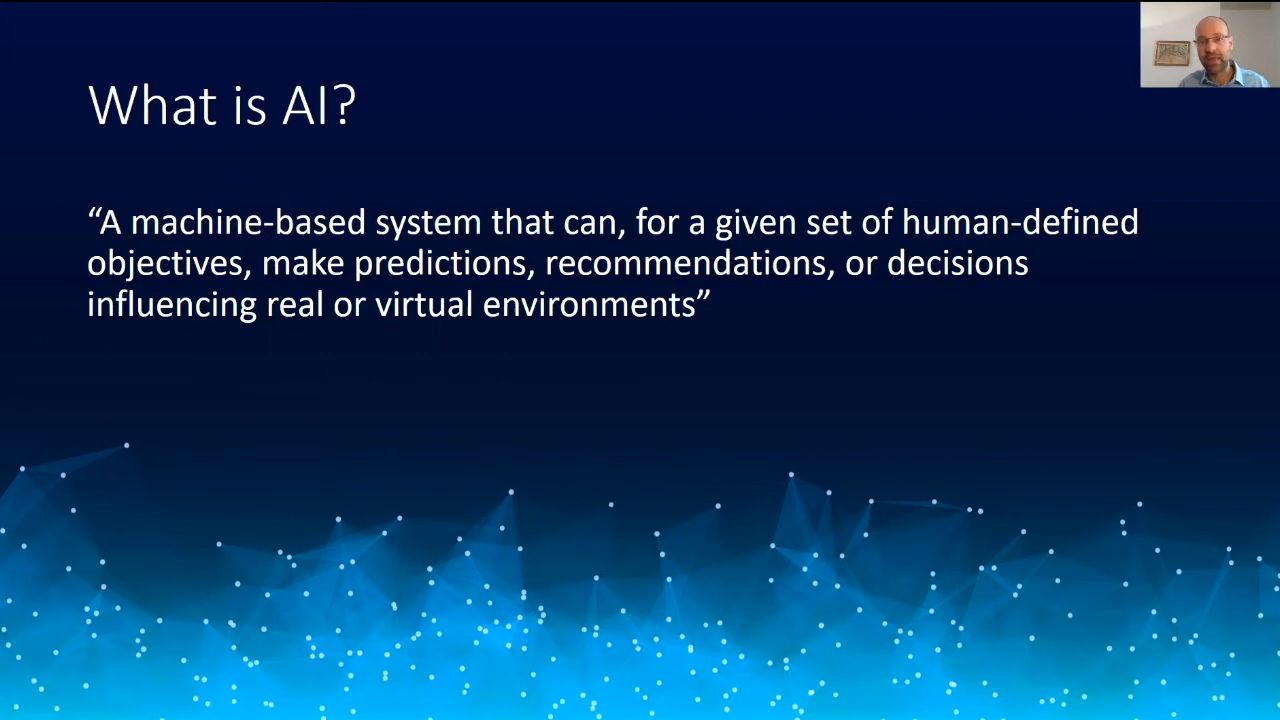 What is AI?
“A machine-based system that can, for a given set of human-defined
objectives, make predictions, recommendations, or decisions
influencing real or virtual environments”